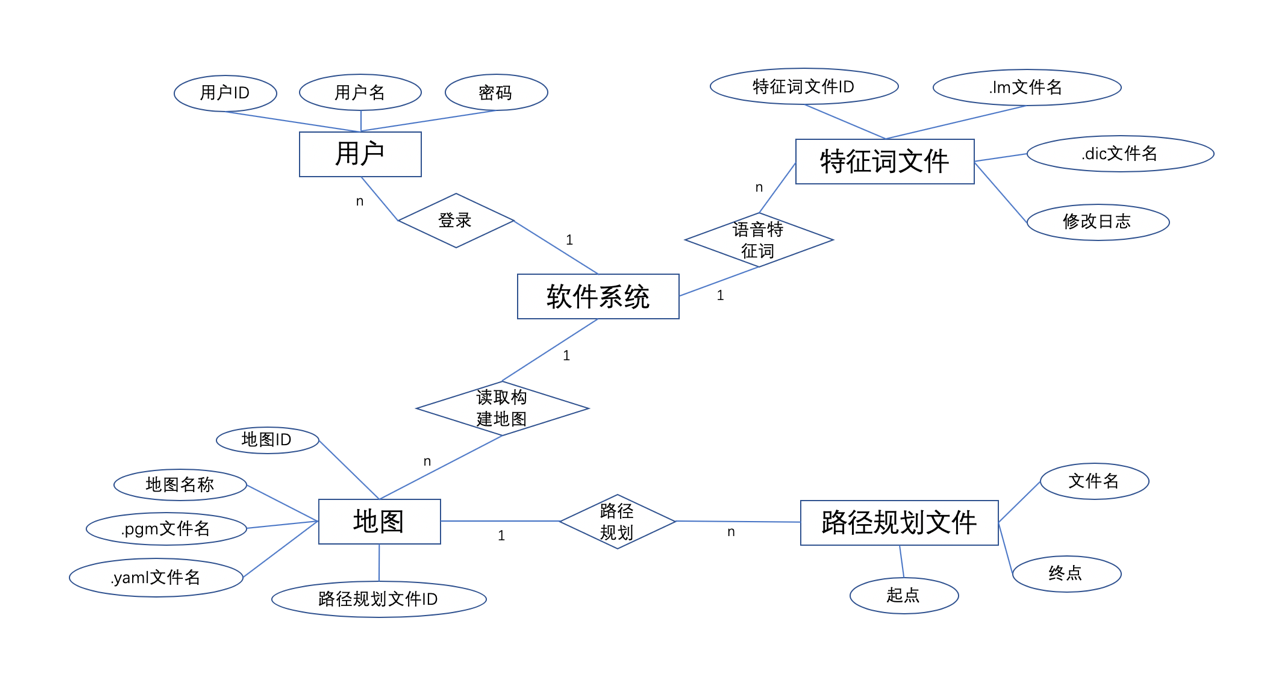 用户ID
用户名
密码
特征词文件ID
.lm文件名
用户
特征词文件
.dic文件名
n
n
登录
修改日志
语音特
征词
1
软件系统
1
1
读取构
建地图
地图ID
n
地图名称
文件名
.pgm文件名
地图
路径
规划
路径规划文件
1
n
.yaml文件名
终点
路径规划文件ID
起点